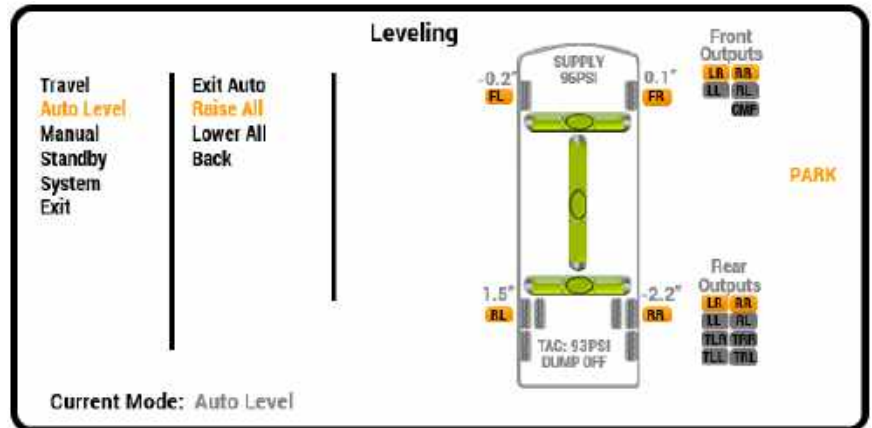 Leveling
Travel
Auto Level
Manual
Standby
System
Exit
Exit Auto
Raise All
Lower All
Back
SUPPLY
96PSI
-0.2"
FL
0.1"
FR
1.5"
RL
-2.2"
RR
TAG: 93PSI
DUMP OFF
Front
Outputs
LR RR
LL RL
CMP
PARK
Rear
Outputs
LR RR
LL RL
TLR TRR
TLL TRL
Current Mode: Auto Level